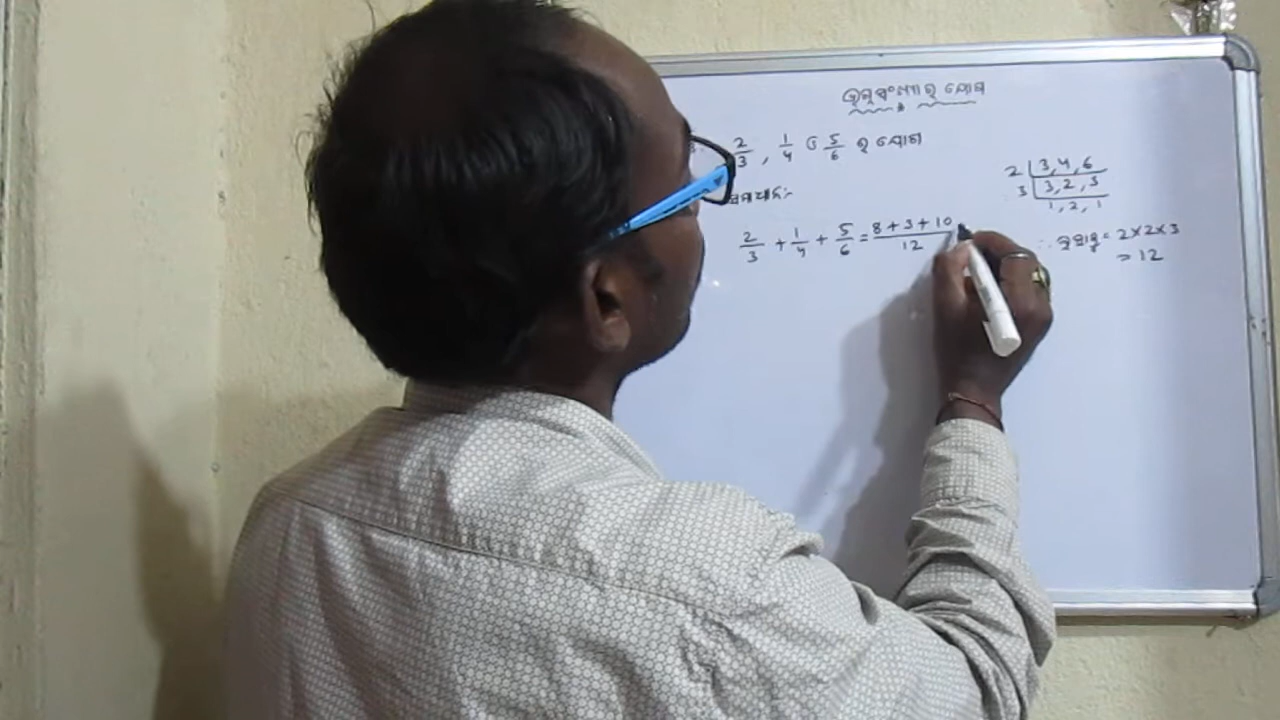 ଭଗ୍ନସଂଖ୍ୟାର ଯୋଗ
2/3 , 1/4 ଓ 5/6 ର ଯୋଗ
ସମାଧାନ:-
2/3 + 1/4 + 5/6 = (8 + 3 + 10)/12
2 | 3, 4, 6
3 | 3, 2, 3
1, 2, 1
∴ ଲ.ସା.ଗୁ = 2×2×3
= 12